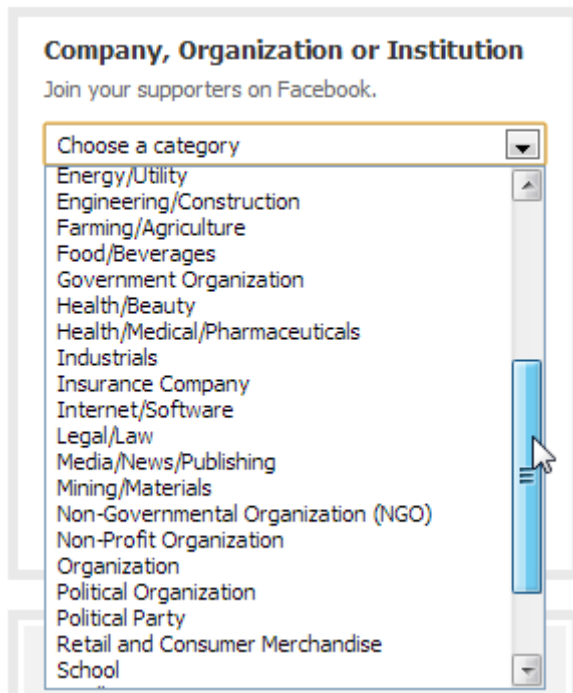 Company, Organization or Institution
Join your supporters on Facebook.
Choose a category
Energy/Utility
Engineering/Construction
Farming/Agriculture
Food/Beverages
Government Organization
Health/Beauty
Health/Medical/Pharmaceuticals
Industrials
Insurance Company
Internet/Software
Legal/Law
Media/News/Publishing
Mining/Materials
Non-Governmental Organization (NGO)
Non-Profit Organization
Organization
Political Organization
Political Party
Retail and Consumer Merchandise
School